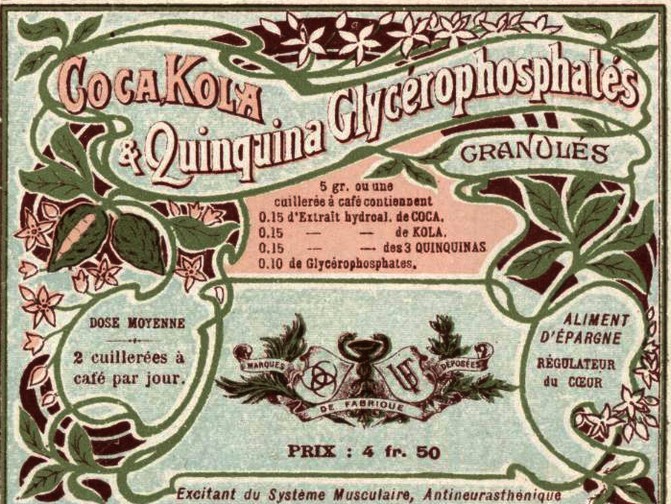 COCA, KOLA
& Quinquina Glycérophosphatés
GRANULÉS
5 gr. ou une
cuillerée à café contiennent
0.15 d'Extrait hydroal. de COCA.
0.15 — — de KOLA.
0.15 — — des 3 QUINQUINAS
0.10 de Glycérophosphates.
DOSE MOYENNE
2 cuillerées à
café par jour.
ALIMENT
D'ÉPARGNE
RÉGULATEUR
du CŒUR
MARQUES
DÉPOSÉES
DE FABRIQUE
PRIX : 4 fr. 50
Excitant du Système Musculaire, Antineurasthénique